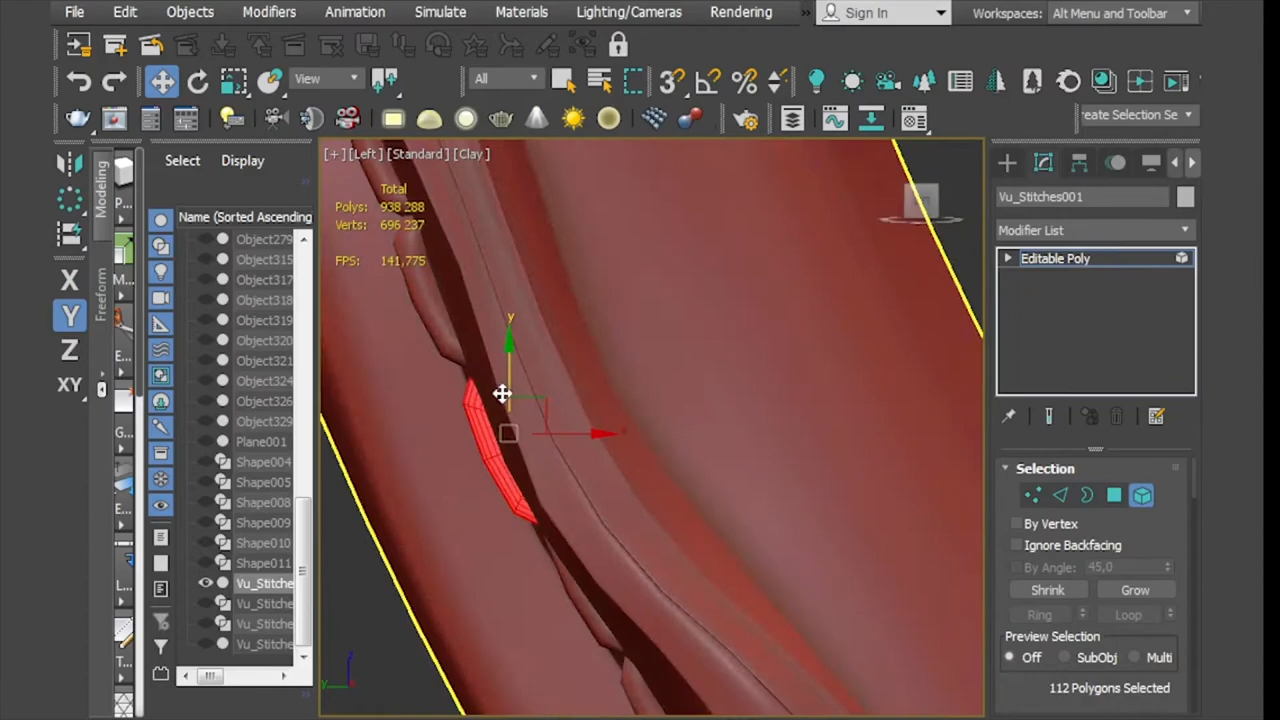 File Edit Objects Modifiers Animation Simulate Materials Lighting/Cameras Rendering » Sign In Workspaces: Alt Menu and Toolbar
View All
reate Selection Se
Select Display
[+] [Left] [Standard] [Clay]
Modeling
Freeform
Total
Polys: 938 288
Verts: 696 237
FPS: 141,775
X
Y
Z
XY
P...
M...
E...
G...
E...
L...
T...
Name (Sorted Ascending
Object279
Object315
Object317
Object318
Object319
Object320
Object321
Object324
Object326
Object329
Plane001
Shape004
Shape005
Shape008
Shape009
Shape010
Shape011
Vu_Stitche
Vu_Stitche
Vu_Stitche
Vu_Stitche
y
x
z
y
Vu_Stitches001
Modifier List
Editable Poly
Selection
By Vertex
Ignore Backfacing
By Angle: 45,0
Shrink Grow
Ring Loop
Preview Selection
Off SubObj Multi
112 Polygons Selected